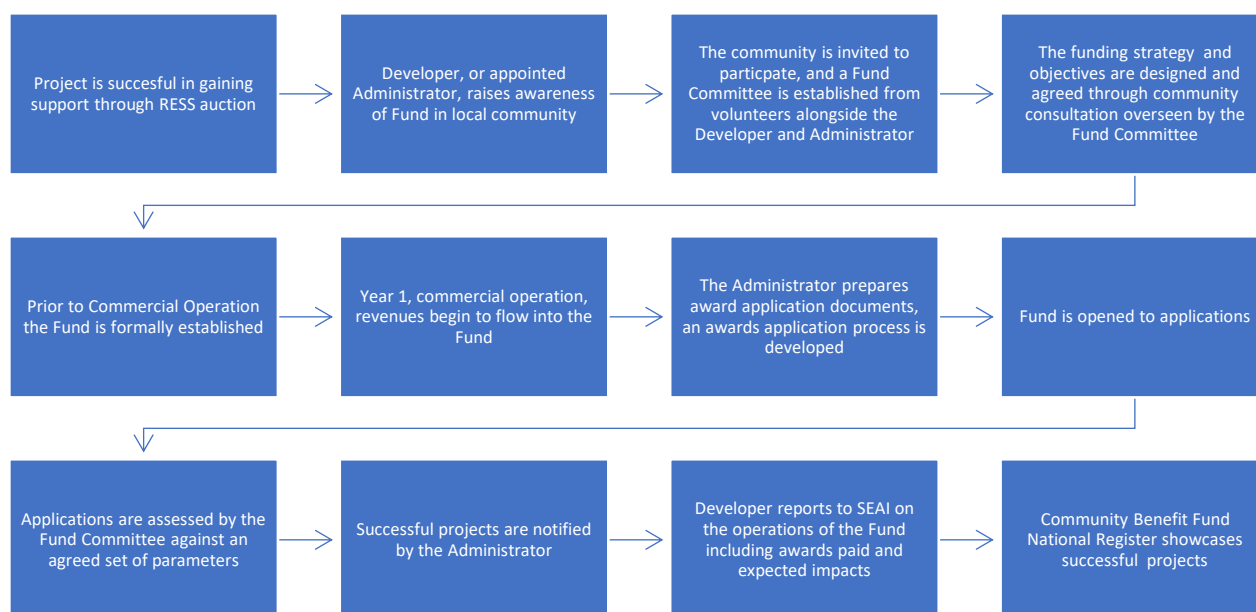 Project is succesful in gaining
support through RESS auction
Developer, or appointed
Administrator, raises awareness
of Fund in local community
The community is invited to
particpate, and a Fund
Committee is established from
volunteers alongside the
Developer and Administrator
The funding strategy and
objectives are designed and
agreed through community
consultation overseen by the
Fund Committee
Prior to Commercial Operation
the Fund is formally established
Year 1, commercial operation,
revenues begin to flow into the
Fund
The Administrator prepares
award application documents,
an awards application process is
developed
Fund is opened to applications
Applications are assessed by the
Fund Committee against an
agreed set of parameters
Successful projects are notified
by the Administrator
Developer reports to SEAI on
the operations of the Fund
including awards paid and
expected impacts
Community Benefit Fund
National Register showcases
successful projects